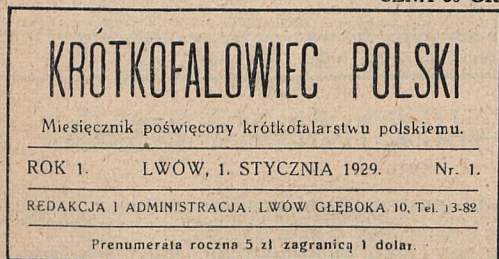 KRÓTKOFALOWIEC POLSKI
Miesięcznik poświęcony krótkofalarstwu polskiemu.
ROK 1. LWÓW, 1. STYCZNIA 1929. Nr. 1.
REDAKCJA I ADMINISTRACJA: LWÓW GŁĘBOKA 10, Tel. 13-82
Prenumerata roczna 5 zł zagranicą 1 dolar.